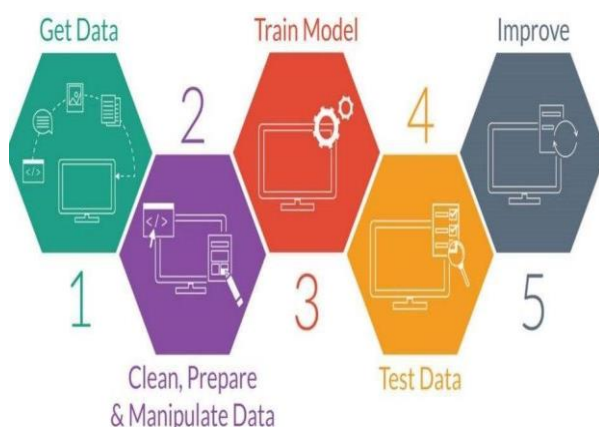 Get Data
1
2
Clean, Prepare
& Manipulate Data
Train Model
3
4
Test Data
Improve
5
</>
</>